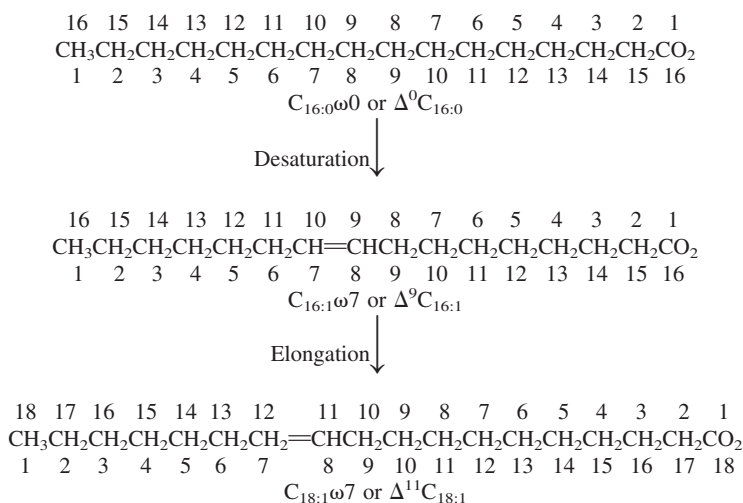 16 15 14 13 12 11 10 9 8 7 6 5 4 3 2 1
CH₃CH₂CH₂CH₂CH₂CH₂CH₂CH₂CH₂CH₂CH₂CH₂CH₂CH₂CH₂CO₂
1 2 3 4 5 6 7 8 9 10 11 12 13 14 15 16
C₁₆:₀ω0 or Δ⁰C₁₆:₀
Desaturation
16 15 14 13 12 11 10 9 8 7 6 5 4 3 2 1
CH₃CH₂CH₂CH₂CH₂CH₂CH=CHCH₂CH₂CH₂CH₂CH₂CH₂CH₂CO₂
1 2 3 4 5 6 7 8 9 10 11 12 13 14 15 16
C₁₆:₁ω7 or Δ⁹C₁₆:₁
Elongation
18 17 16 15 14 13 12 11 10 9 8 7 6 5 4 3 2 1
CH₃CH₂CH₂CH₂CH₂CH₂CH₂=CHCH₂CH₂CH₂CH₂CH₂CH₂CH₂CH₂CH₂CO₂
1 2 3 4 5 6 7 8 9 10 11 12 13 14 15 16 17 18
C₁₈:₁ω7 or Δ¹¹C₁₈:₁